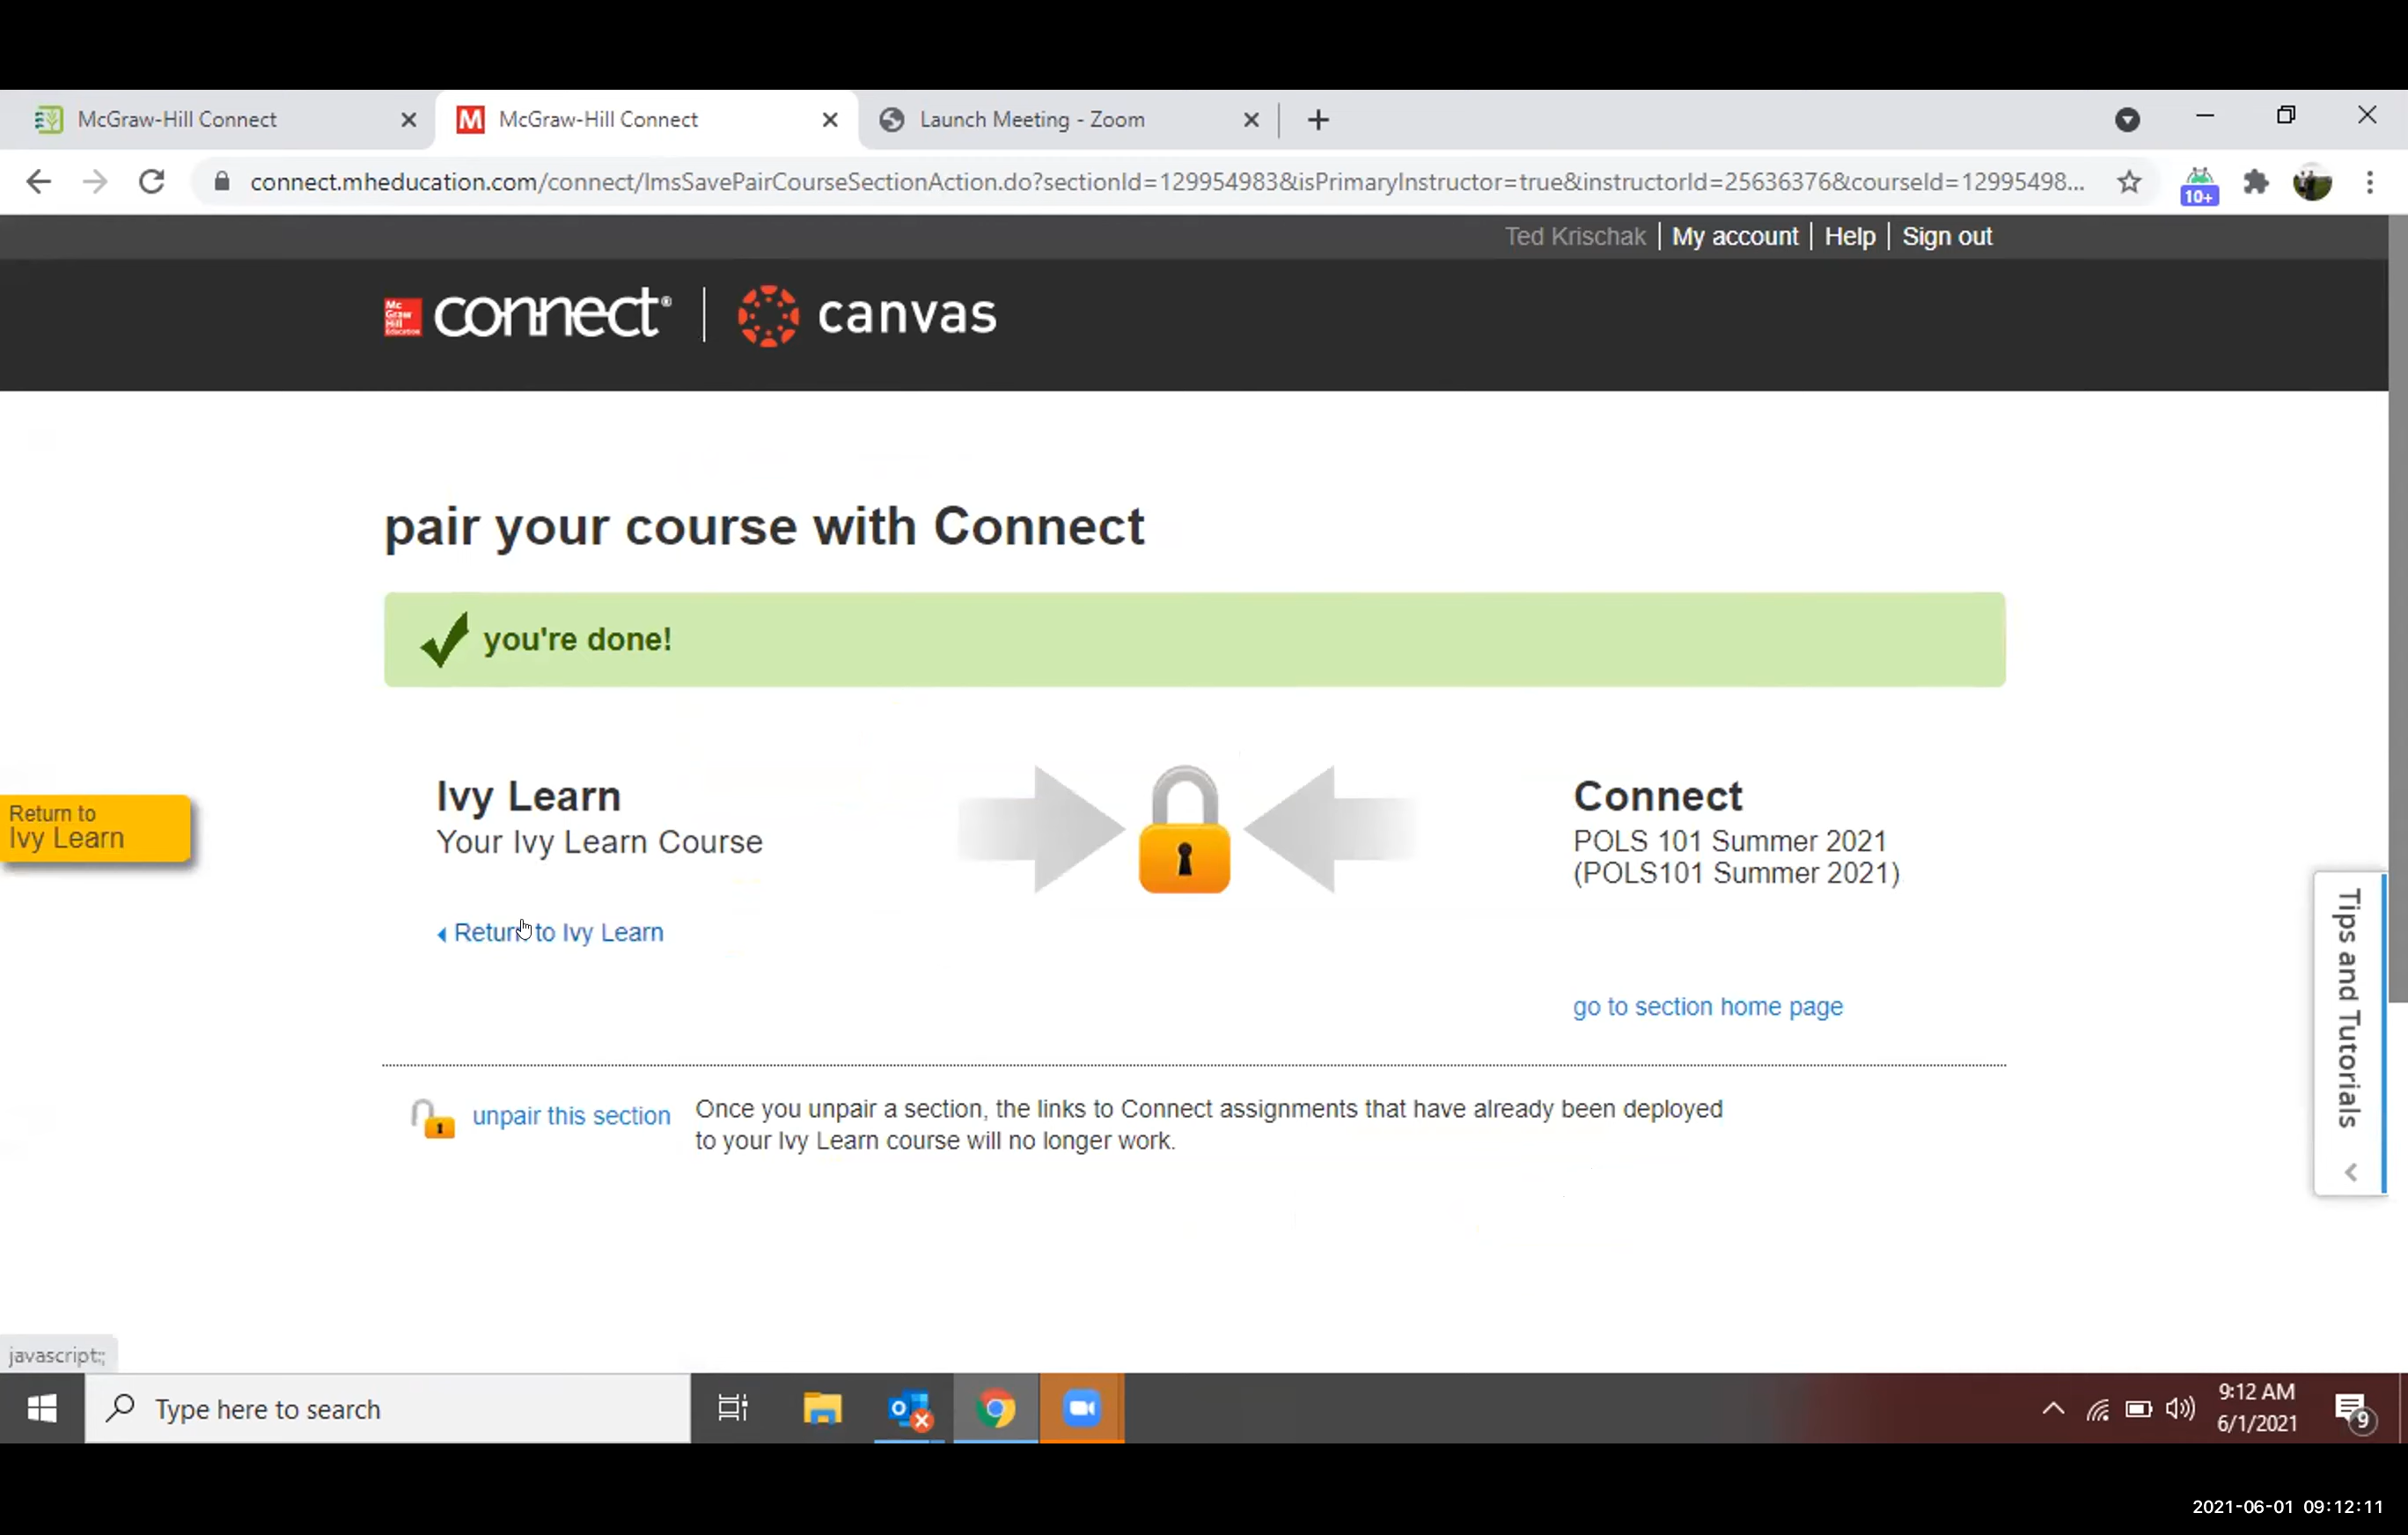 McGraw-Hill Connect
McGraw-Hill Connect
Launch Meeting - Zoom
connect.mheducation.com/connect/lmsSavePairCourseSectionAction.do?sectionId=129954983&isPrimaryInstructor=true&instructorId=25636376&courseId=12995498...
10+
Ted Krischak | My account | Help | Sign out
Mc Graw Hill Education connect® | canvas
pair your course with Connect
you're done!
Ivy Learn
Your Ivy Learn Course
Return to Ivy Learn
Connect
POLS 101 Summer 2021
(POLS101 Summer 2021)
go to section home page
Return to
Ivy Learn
Tips and Tutorials
unpair this section
Once you unpair a section, the links to Connect assignments that have already been deployed
to your Ivy Learn course will no longer work.
javascript:;
Type here to search
9:12 AM
6/1/2021
9
2021-06-01 09:12:11